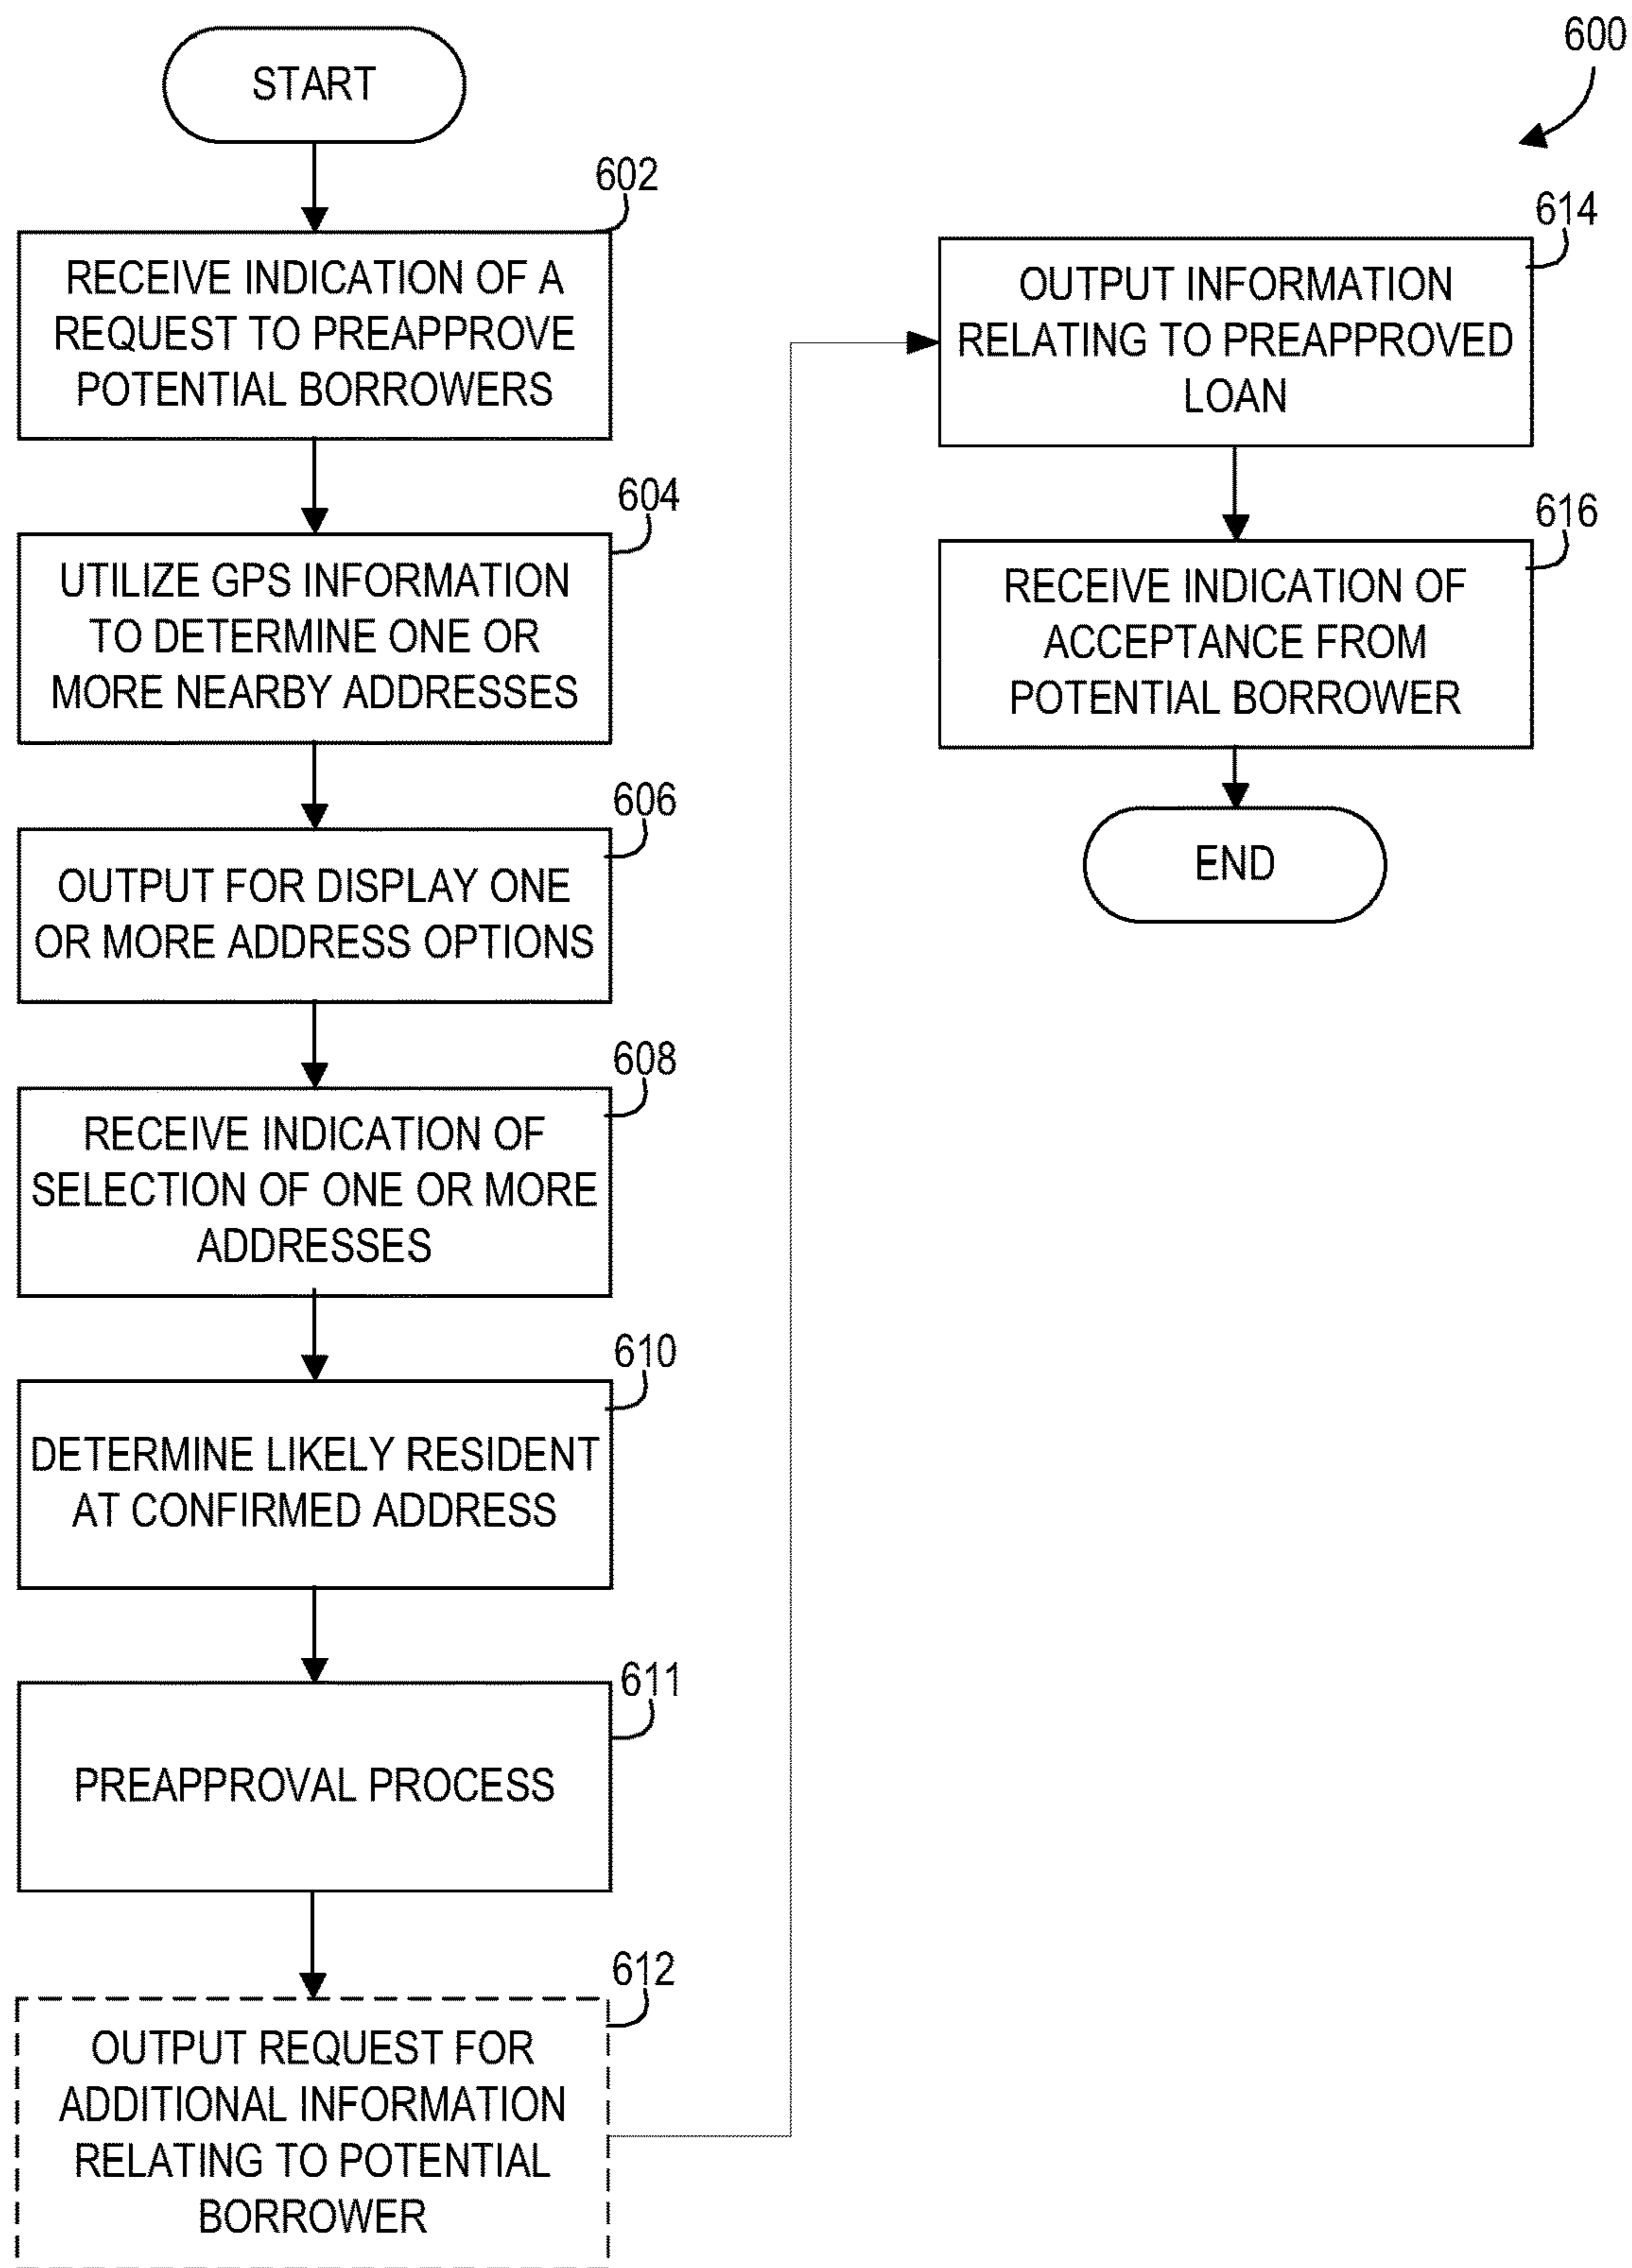 START
602
RECEIVE INDICATION OF A
REQUEST TO PREAPPROVE
POTENTIAL BORROWERS
604
UTILIZE GPS INFORMATION
TO DETERMINE ONE OR
MORE NEARBY ADDRESSES
606
OUTPUT FOR DISPLAY ONE
OR MORE ADDRESS OPTIONS
608
RECEIVE INDICATION OF
SELECTION OF ONE OR MORE
ADDRESSES
610
DETERMINE LIKELY RESIDENT
AT CONFIRMED ADDRESS
611
PREAPPROVAL PROCESS
612
OUTPUT REQUEST FOR
ADDITIONAL INFORMATION
RELATING TO POTENTIAL
BORROWER
600
614
OUTPUT INFORMATION
RELATING TO PREAPPROVED
LOAN
616
RECEIVE INDICATION OF
ACCEPTANCE FROM
POTENTIAL BORROWER
END